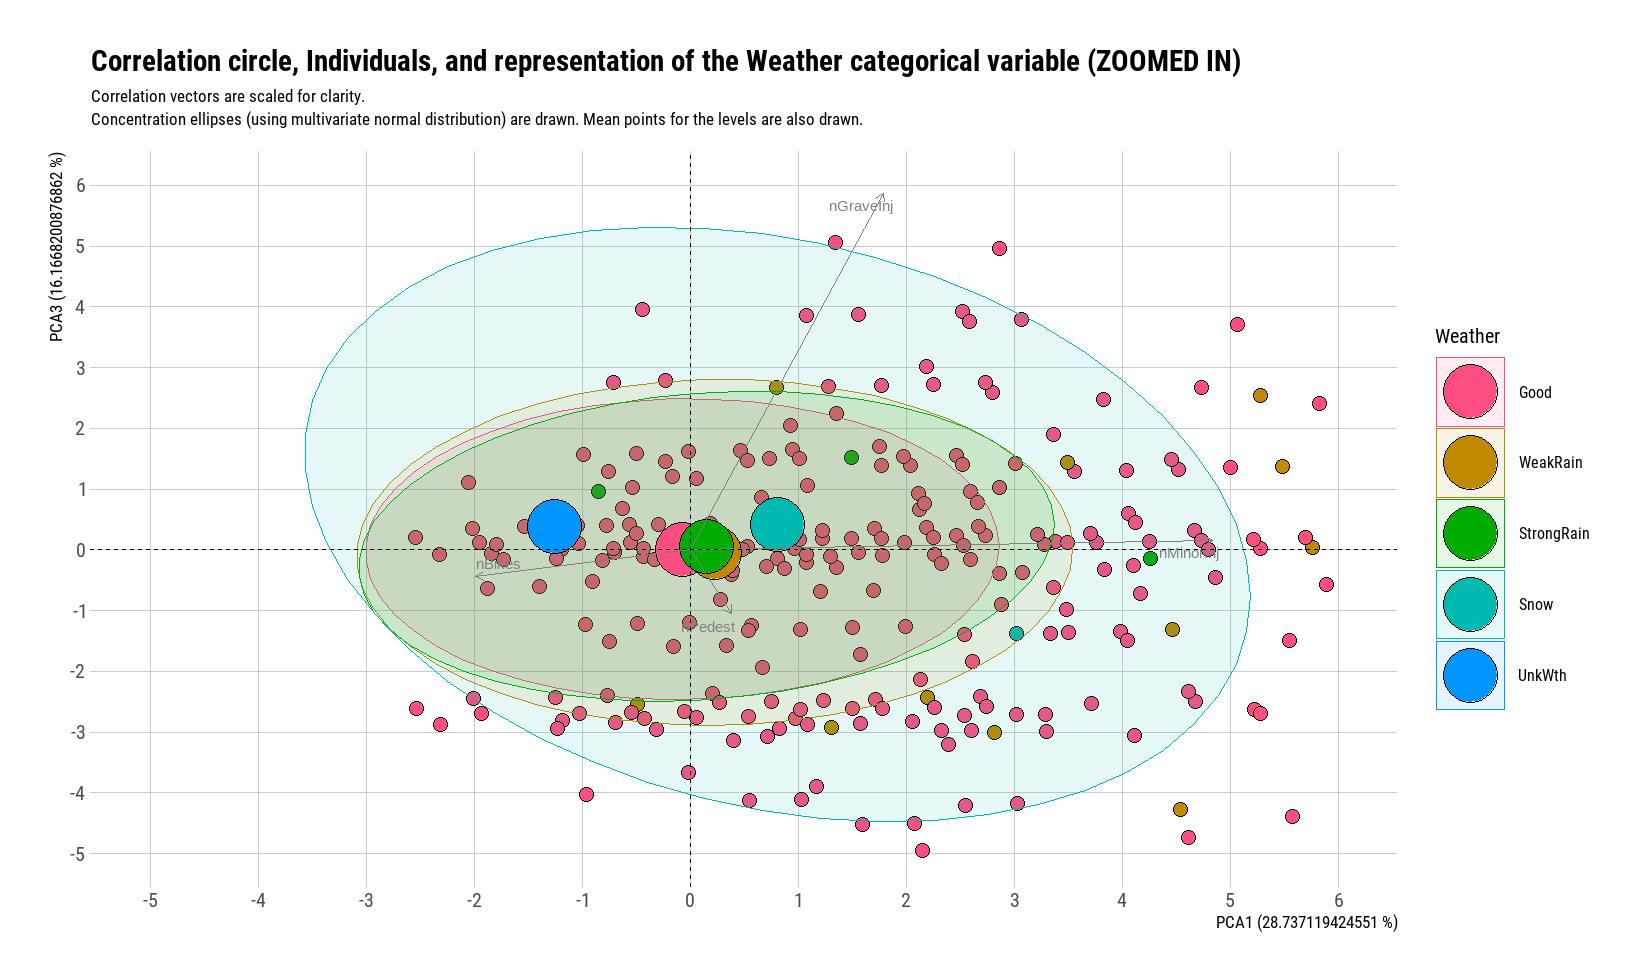 Correlation circle, Individuals, and representation of the Weather categorical variable (ZOOMED IN)
Correlation vectors are scaled for clarity.
Concentration ellipses (using multivariate normal distribution) are drawn. Mean points for the levels are also drawn.
PCA3 (16.1668200876862 %)
6
5
4
3
2
1
0
-1
-2
-3
-4
-5
nGraveInj
nBikes
nMinorInj
nPedest
-5
-4
-3
-2
-1
0
1
2
3
4
5
6
PCA1 (28.737119424551 %)
Weather
Good
WeakRain
StrongRain
Snow
UnkWth